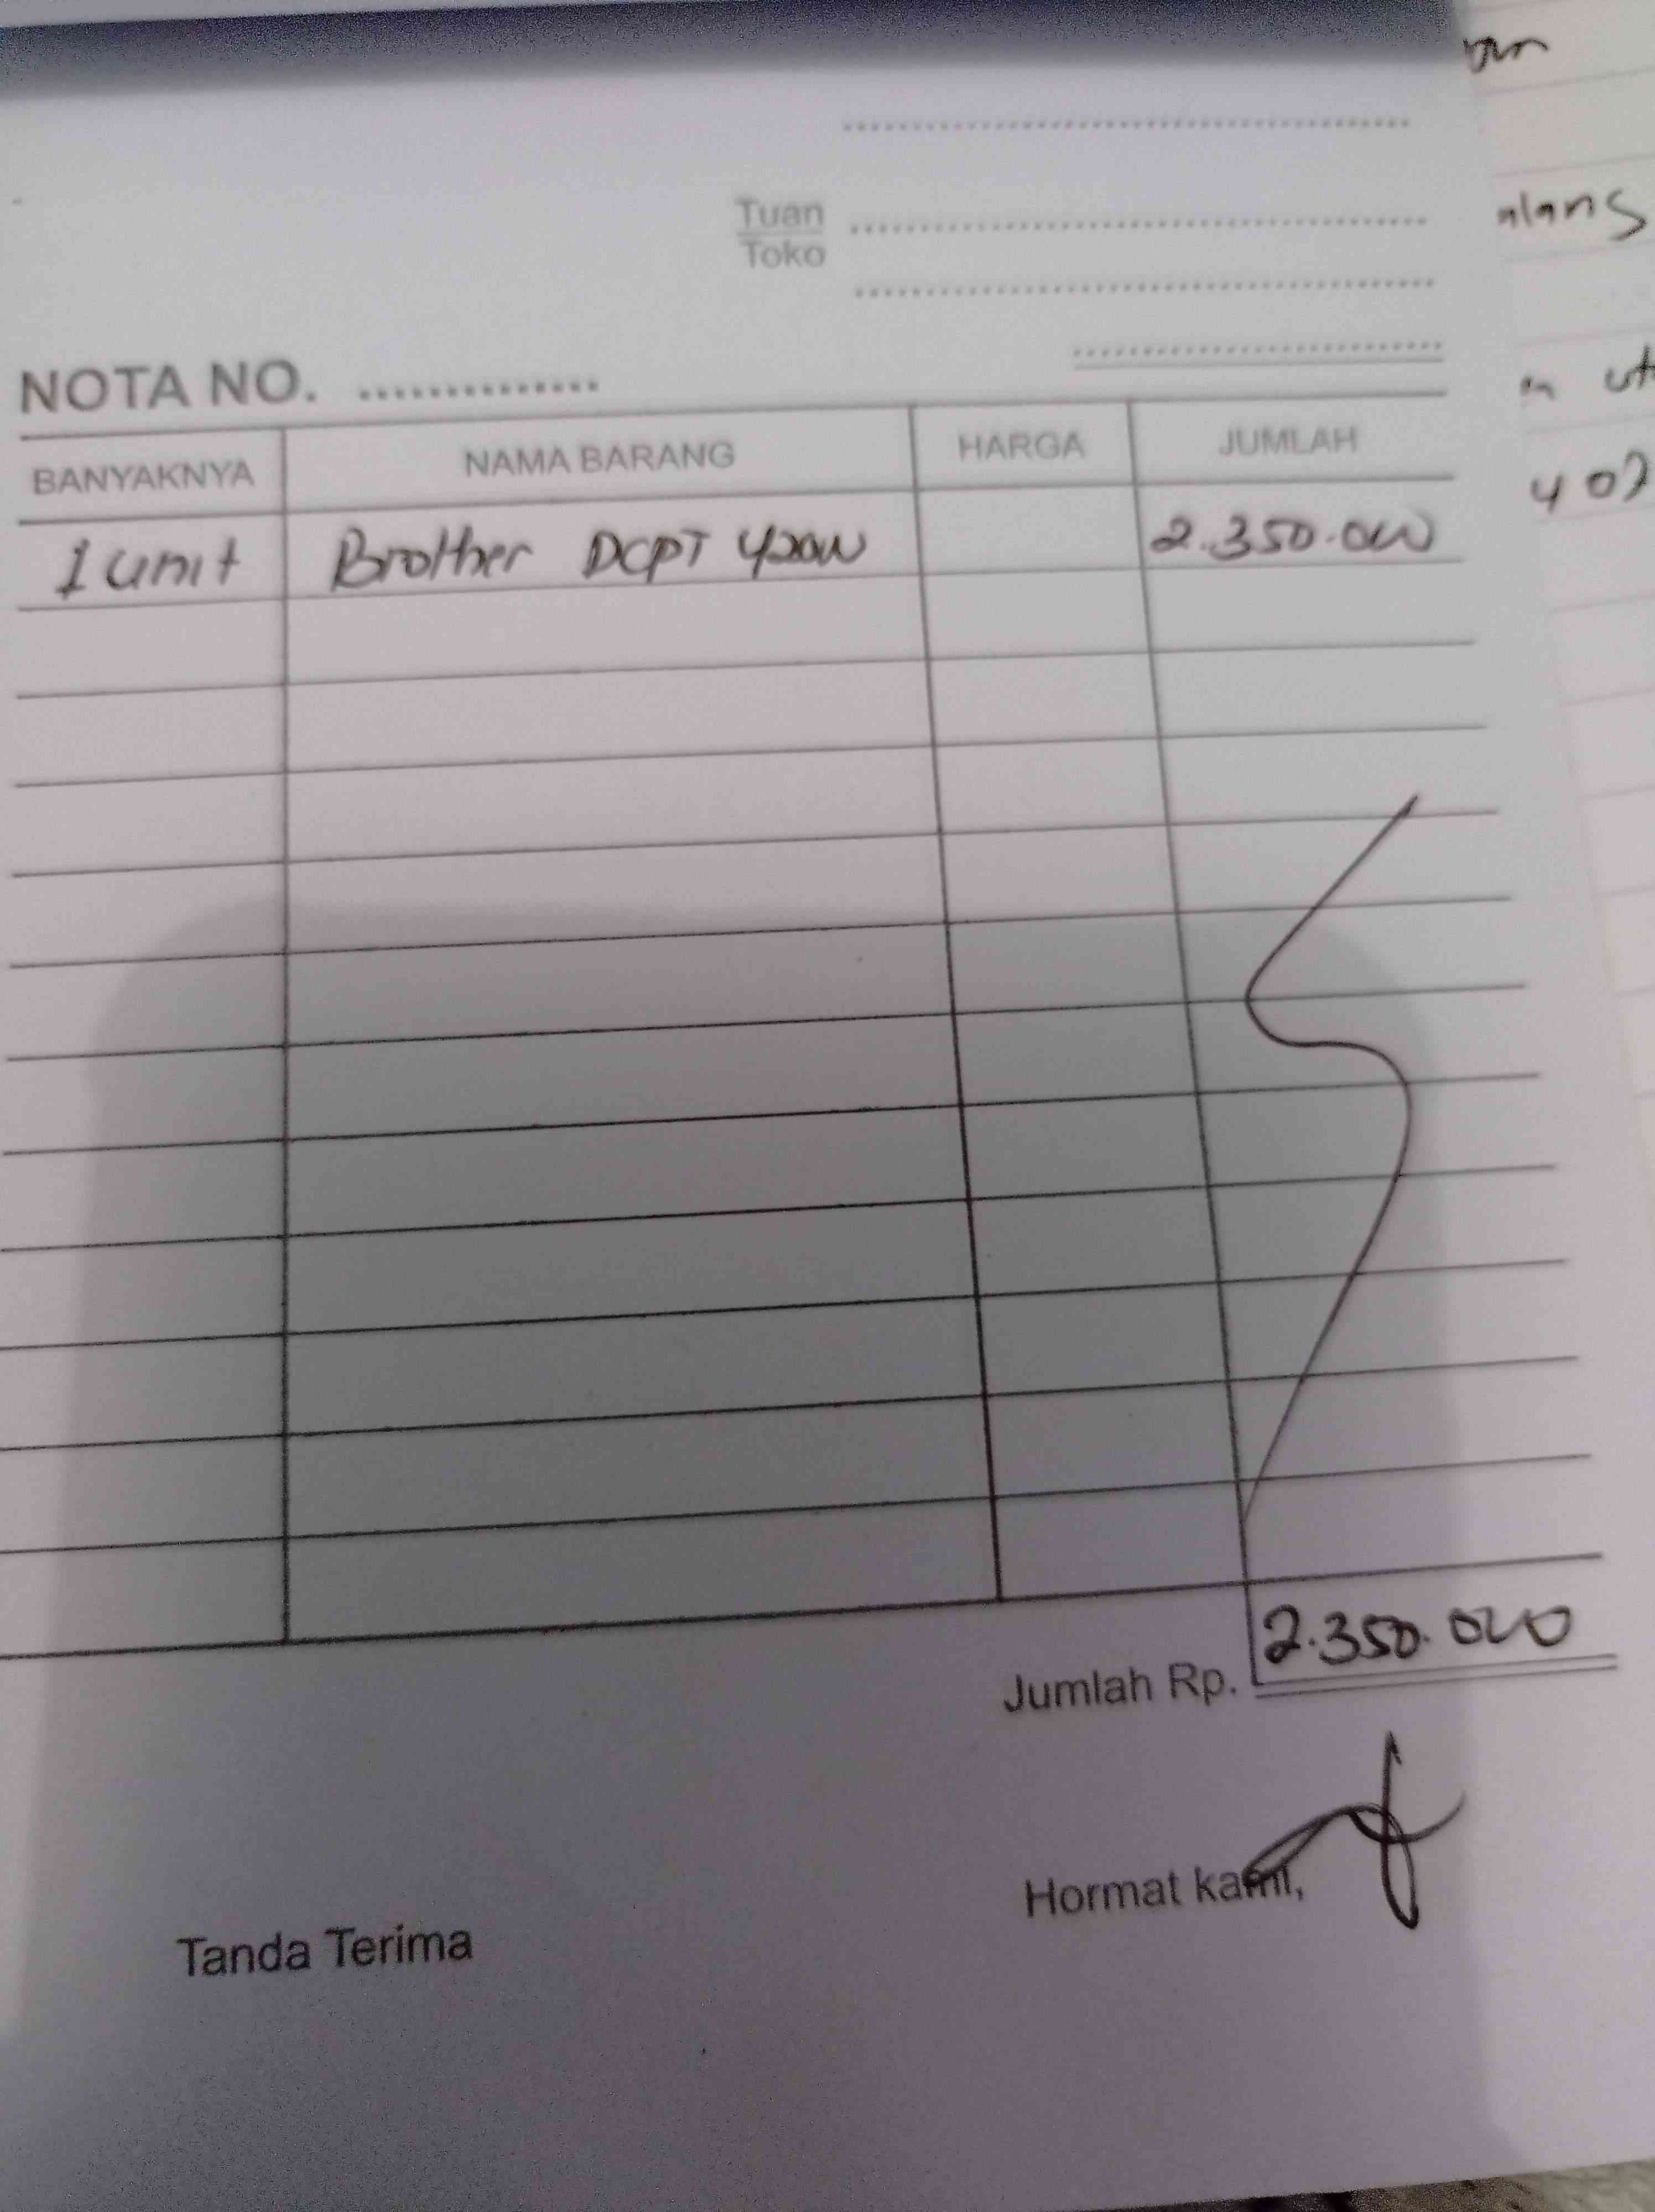 Tuan
Toko
NOTA NO.
BANYAKNYA NAMA BARANG HARGA JUMLAH
1 unit Brother DCPT 420W 2.350.000
Jumlah Rp. 2.350.000
Hormat kami,
Tanda Terima